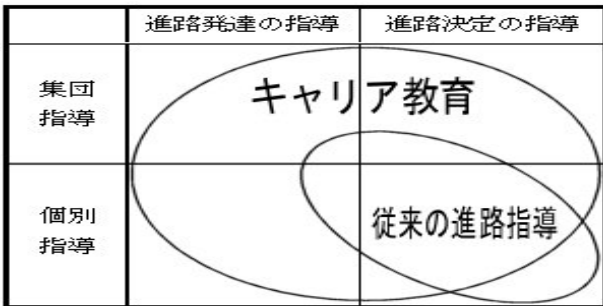 進路発達の指導 進路決定の指導
集団
指導
キャリア教育
個別
指導
従来の進路指導